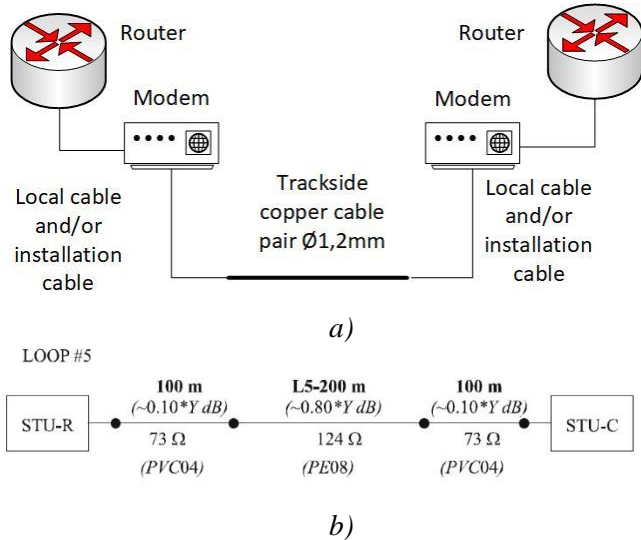 Router
Router
Modem
Modem
Local cable
and/or
installation
cable
Trackside
copper cable
pair Ø1,2mm
Local cable
and/or
installation
cable
a)
LOOP #5
100 m
L5-200 m
100 m
(~0.10*Y dB)
(~0.80*Y dB)
(~0.10*Y dB)
STU-R
STU-C
73 Ω
124 Ω
73 Ω
(PVC04)
(PE08)
(PVC04)
b)